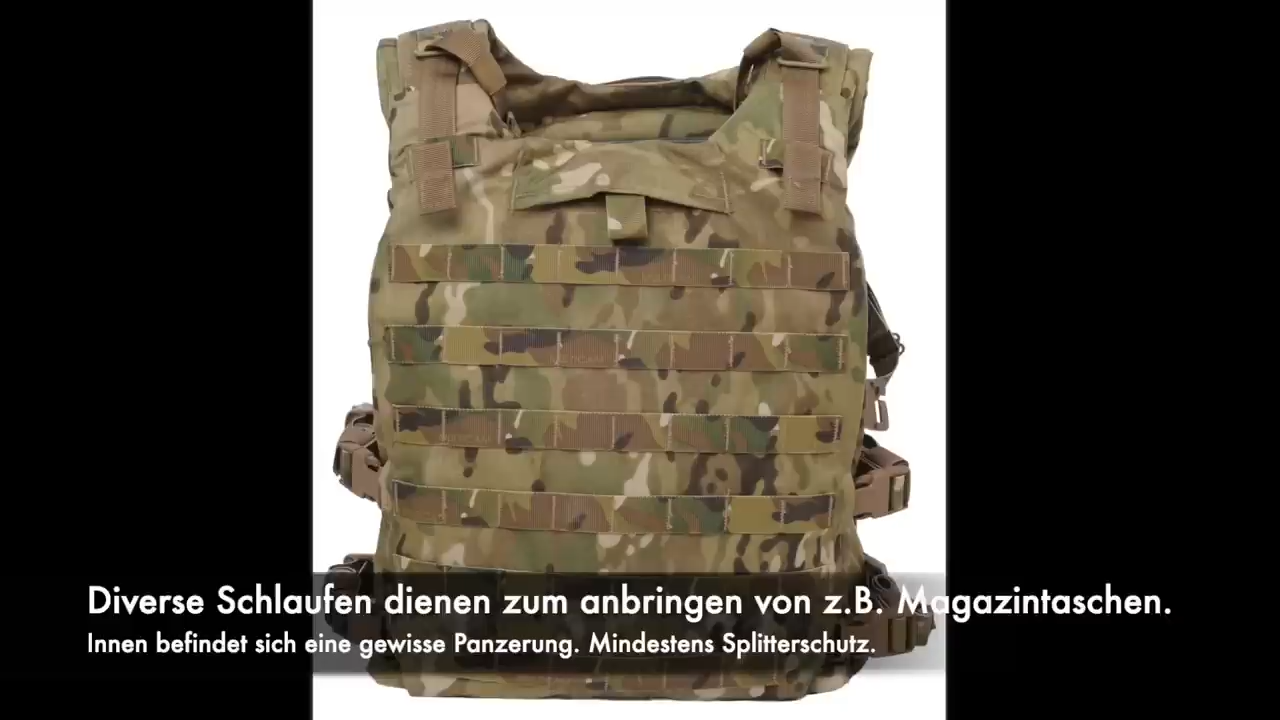 Diverse Schlaufen dienen zum anbringen von z.B. Magazintaschen.
Innen befindet sich eine gewisse Panzerung. Mindestens Splitterschutz.